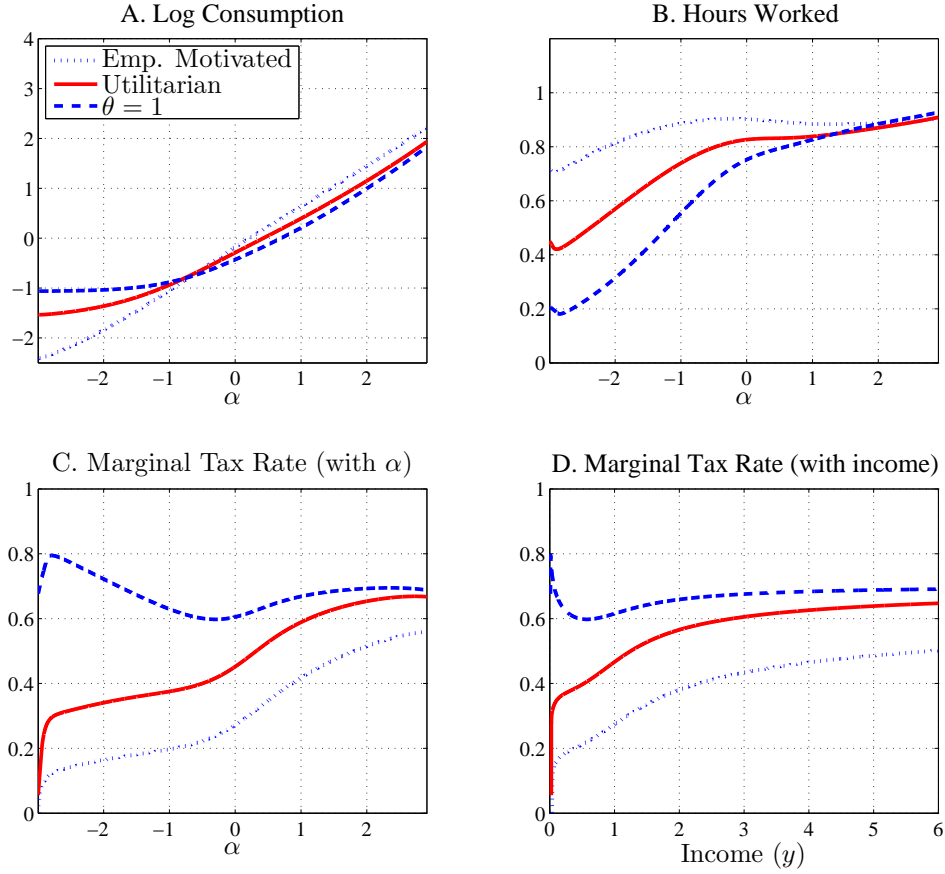 A. Log Consumption
4
3
2
1
0
−1
−2
−2 −1 0 1 2
α
Emp. Motivated
Utilitarian
θ = 1
B. Hours Worked
1
0.8
0.6
0.4
0.2
0
−2 −1 0 1 2
α
C. Marginal Tax Rate (with α)
1
0.8
0.6
0.4
0.2
0
−2 −1 0 1 2
α
D. Marginal Tax Rate (with income)
1
0.8
0.6
0.4
0.2
0
0 1 2 3 4 5 6
Income (y)